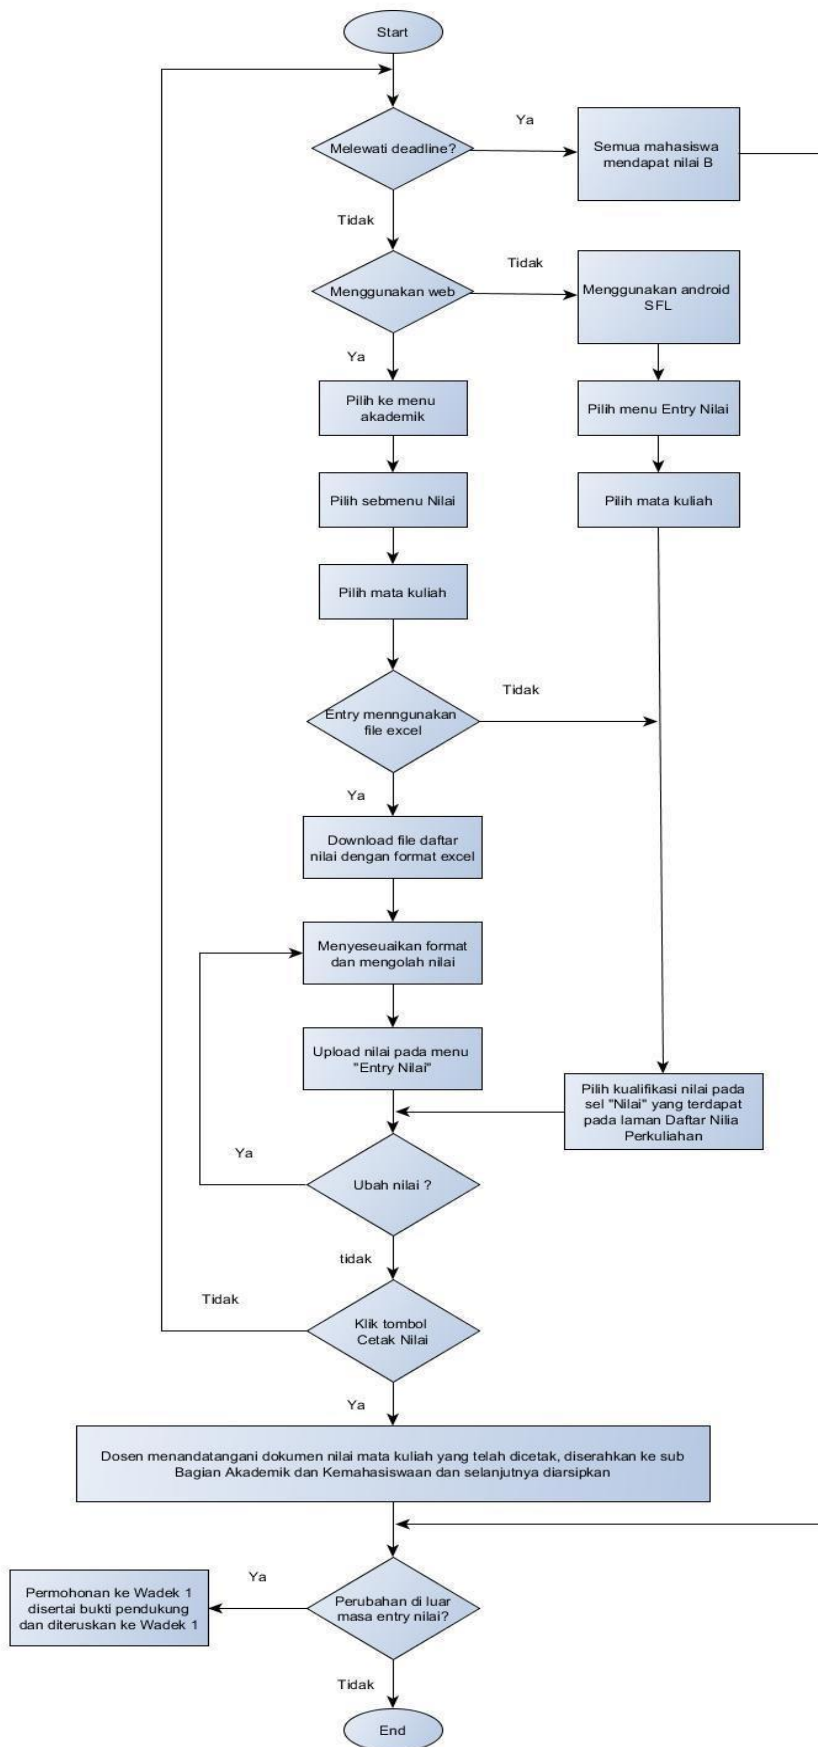 Start
Ya
Melewati deadline?
Semua mahasiswa
mendapat nilai B
Tidak
Tidak
Menggunakan web
Menggunakan android
SFL
Ya
Pilih ke menu
akademik
Pilih menu Entry Nilai
Pilih sebmenu Nilai
Pilih mata kuliah
Pilih mata kuliah
Tidak
Entry menngunakan
file excel
Ya
Download file daftar
nilai dengan format excel
Menyeseuaikan format
dan mengolah nilai
Upload nilai pada menu
"Entry Nilai"
Pilih kualifikasi nilai pada
sel "Nilai" yang terdapat
pada laman Daftar Nilia
Perkuliahan
Ya
Ubah nilai ?
tidak
Tidak
Klik tombol
Cetak Nilai
Ya
Dosen menandatangani dokumen nilai mata kuliah yang telah dicetak, diserahkan ke sub
Bagian Akademik dan Kemahasiswaan dan selanjutnya diarsipkan
Ya
Permohonan ke Wadek 1
disertai bukti pendukung
dan diteruskan ke Wadek 1
Perubahan di luar
masa entry nilai?
Tidak
End